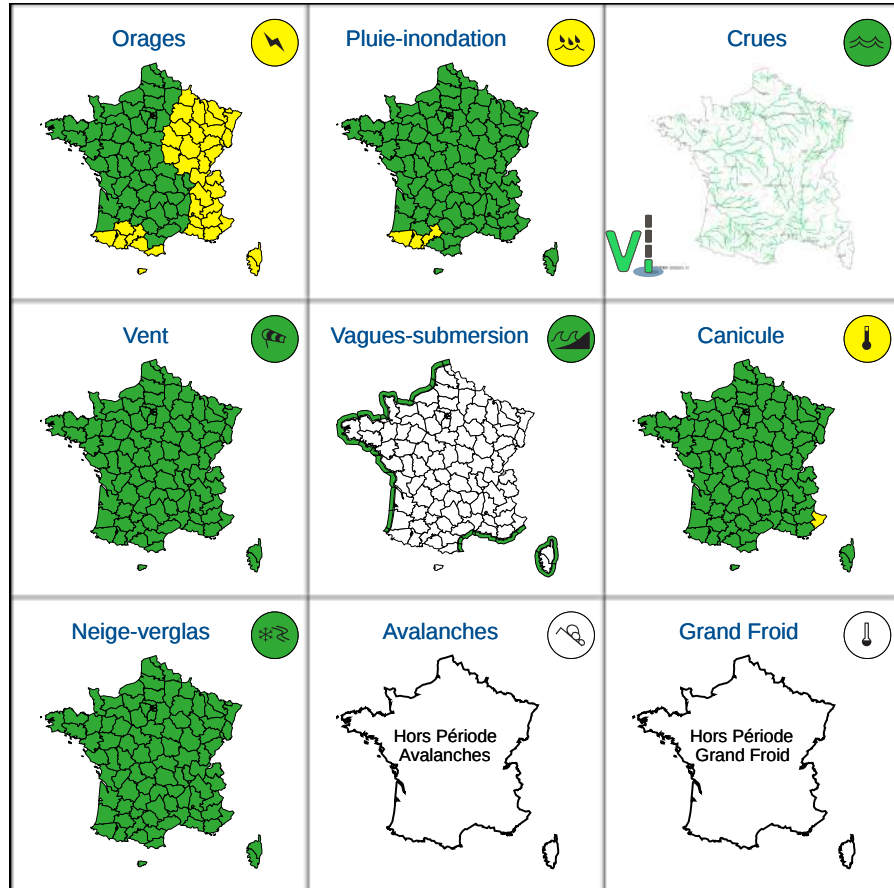 Orages
Pluie-inondation
Crues
Vent
Vagues-submersion
Canicule
Neige-verglas
Avalanches
Grand Froid
Hors Période
Avalanches
Hors Période
Grand Froid